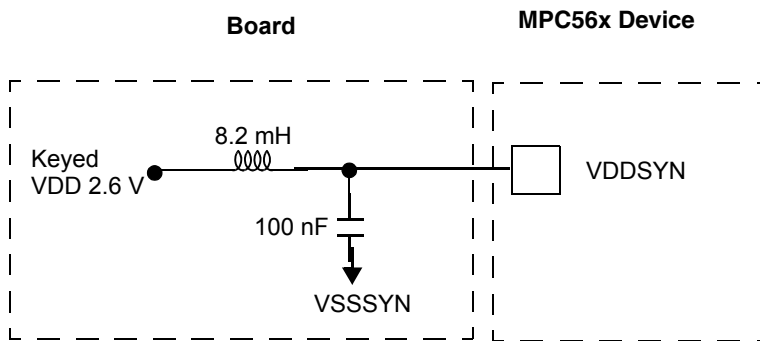 Board
MPC56x Device
8.2 mH
Keyed
VDD 2.6 V
VDDSYN
100 nF
VSSSYN